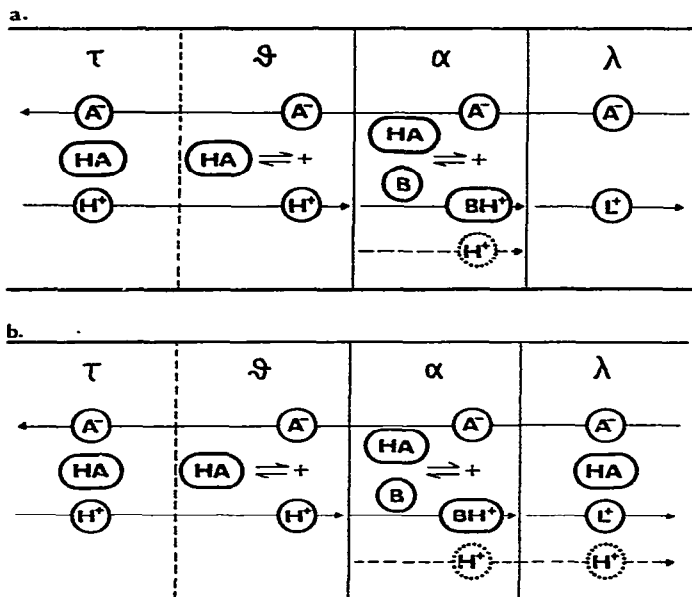 a.
τ ϑ α λ
A⁻ A⁻ A⁻ A⁻
HA HA ⇌ + HA ⇌ +
B
H⁺ H⁺ BH⁺ L⁺
H⁺
b.
τ ϑ α λ
A⁻ A⁻ A⁻ A⁻
HA HA ⇌ + HA ⇌ + HA
B
H⁺ H⁺ BH⁺ L⁺
H⁺ H⁺